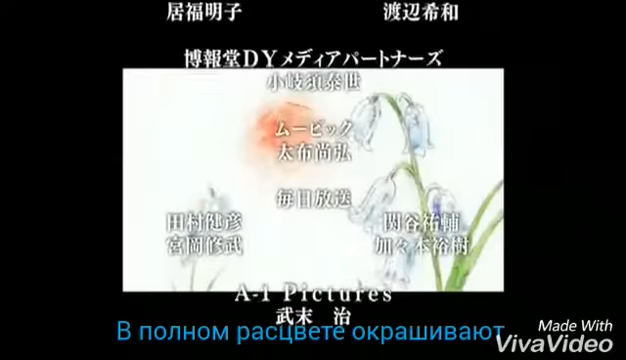 居福明子 渡辺希和
博報堂DYメディアパートナーズ
小岐須泰世
ムービック
太布尚弘
毎日放送
田村健彦 関谷祐輔
宮岡修武 加々本裕樹
A-1 Pictures
武末 治
В полном расцвете окрашивают
Made With
VivaVideo